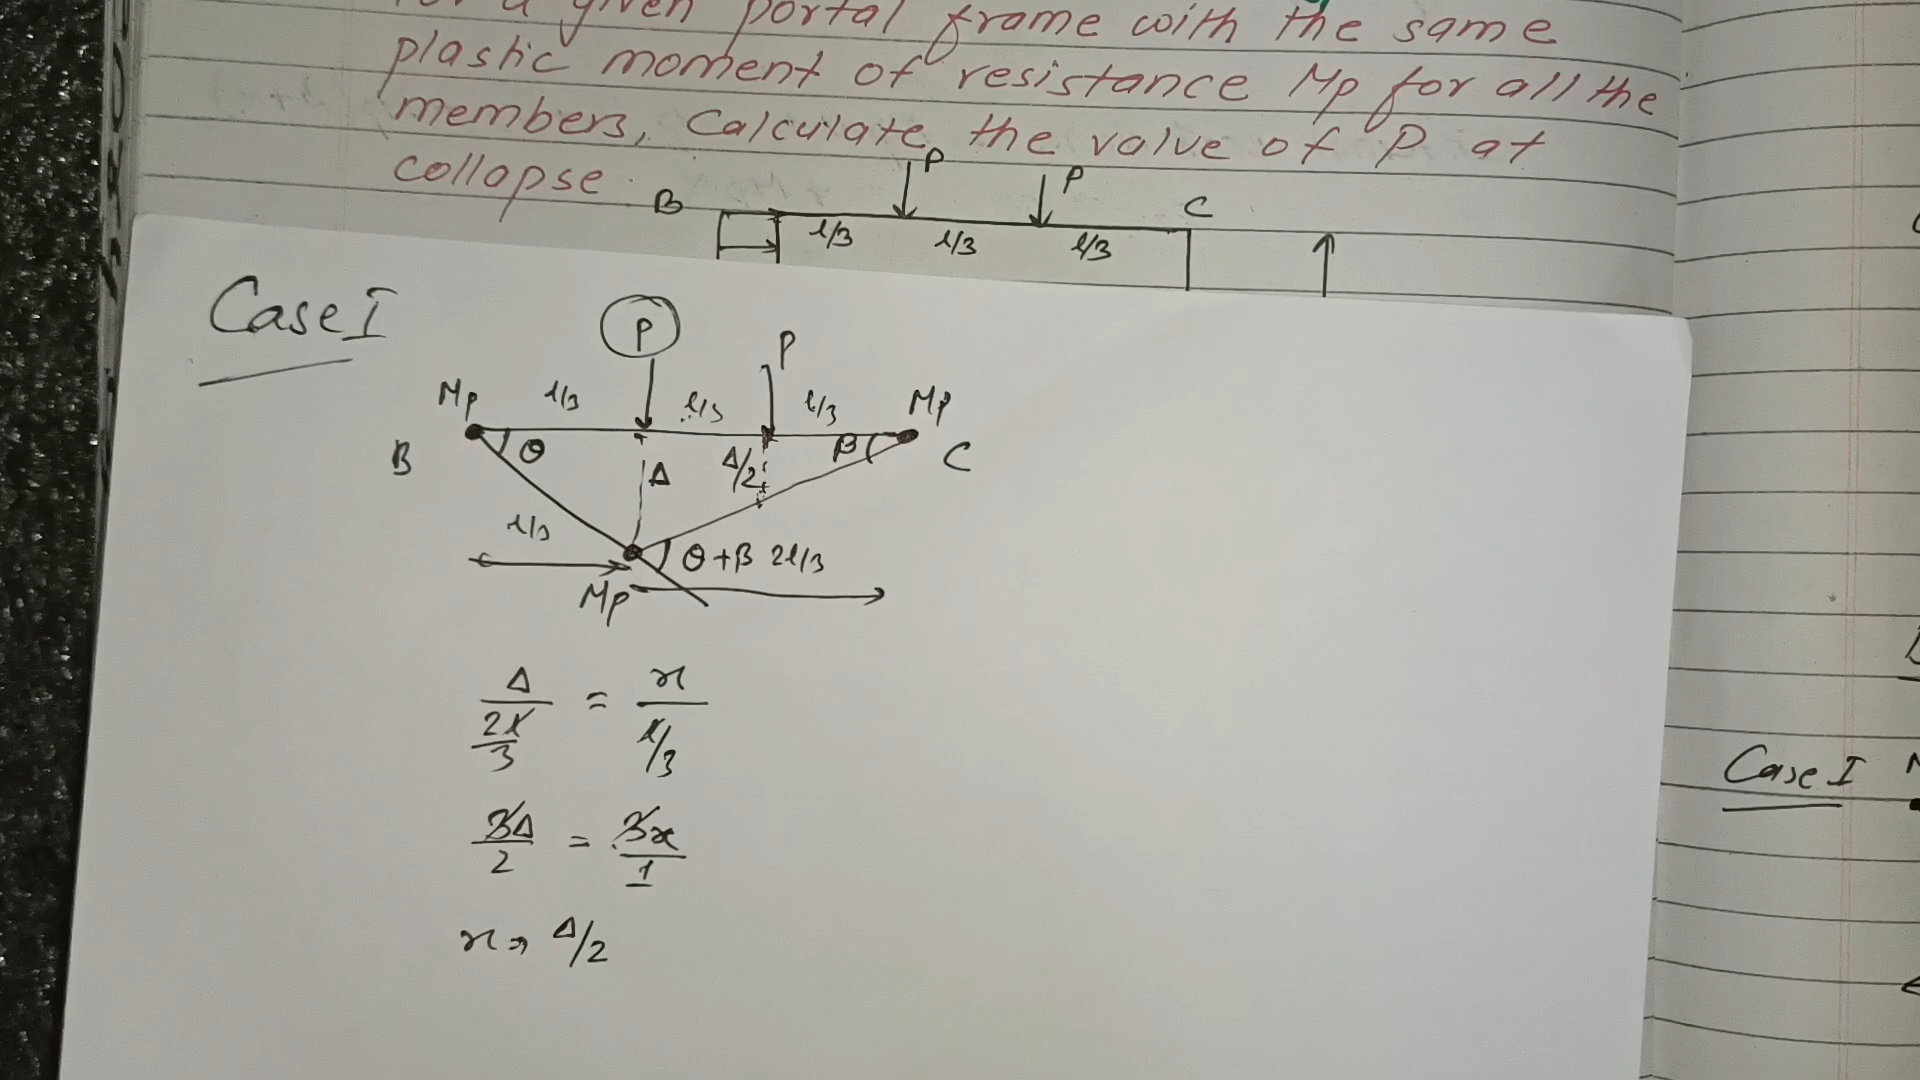 a given portal frame with the same
plastic moment of resistance Mp for all the
members, Calculate the value of P at
collapse.
P
P
B
C
l/3
l/3
l/3
Case I
P
P
Mp
l/3
l/3
l/3
Mp
B
θ
Δ
Δ/2
β
C
l/3
θ+β
2l/3
Mp
Δ/(2l/3) = x/(l/3)
3Δ/2 = 3x/1
x = Δ/2
Case I